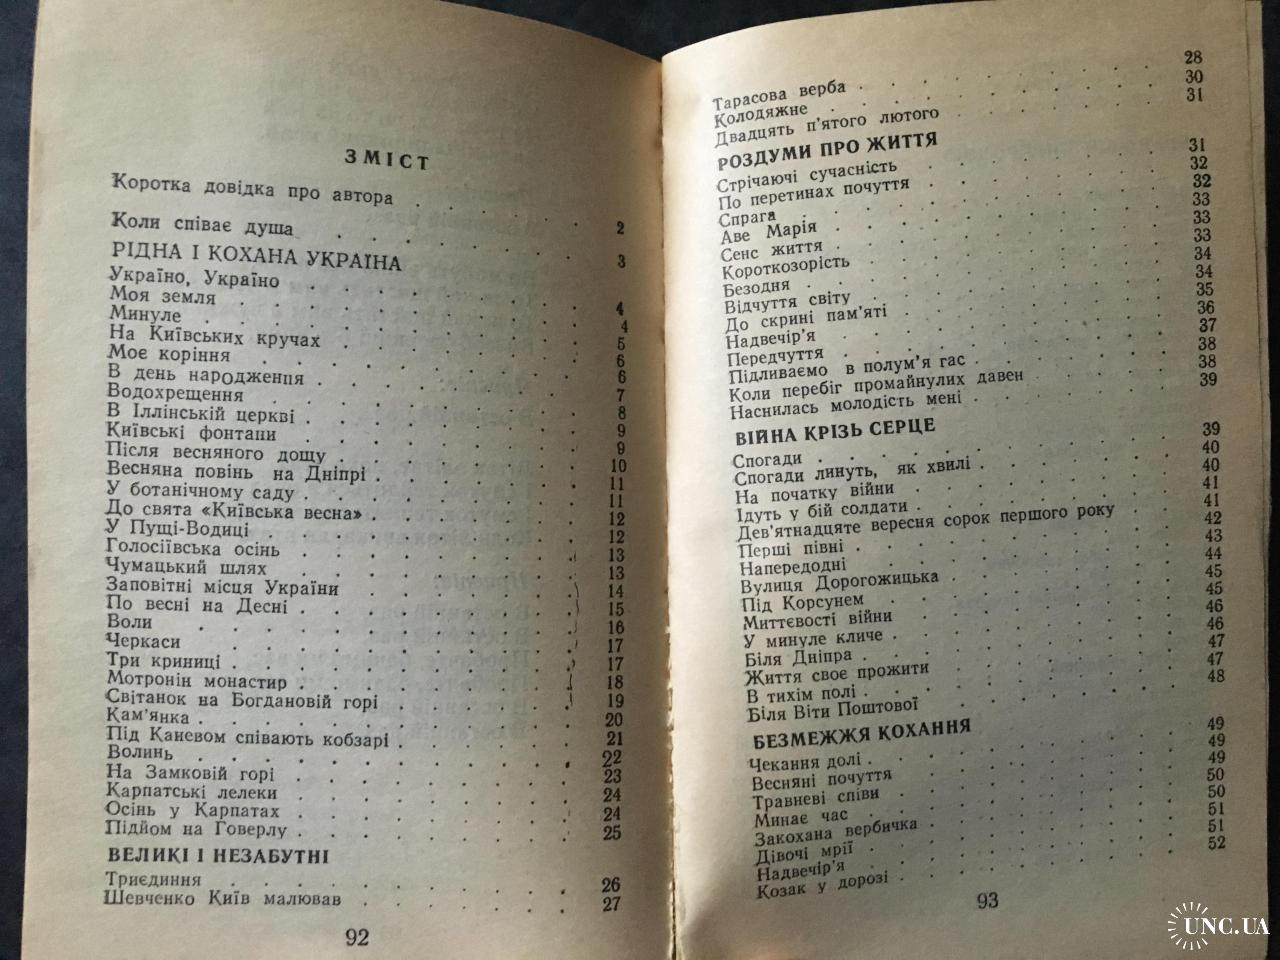 ЗМІСТ
Коротка довідка про автора . . . 2
Коли співає душа . . . 3
РІДНА І КОХАНА УКРАЇНА
Україно, Україно . . . 4
Моя земля . . . 4
Минуле . . . 5
На Київських кручах . . . 6
Моє коріння . . . 6
В день народження . . . 7
Водохрещення . . . 8
В Іллінській церкві . . . 9
Київські фонтани . . . 9
Після весняного дощу . . . 10
Весняна повінь на Дніпрі . . . 11
У ботанічному саду . . . 11
До свята «Київська весна» . . . 12
У Пущі-Водиці . . . 12
Голосіївська осінь . . . 13
Чумацький шлях . . . 13
Заповітні місця України . . . 14
По весні на Десні . . . 15
Воли . . . 16
Черкаси . . . 17
Три криниці . . . 17
Мотронін монастир . . . 18
Світанок на Богдановій горі . . . 19
Кам'янка . . . 20
Під Каневом співають кобзарі . . . 21
Волинь . . . 22
На Замковій горі . . . 23
Карпатські лелеки . . . 24
Осінь у Карпатах . . . 24
Підйом на Говерлу . . . 25
ВЕЛИКІ І НЕЗАБУТНІ
Триєдиння . . . 26
Шевченко Київ малював . . . 27
92
Тарасова верба . . . 28
Колодяжне . . . 30
Двадцять п'ятого лютого . . . 31
РОЗДУМИ ПРО ЖИТТЯ
Стрічаючі сучасність . . . 31
По перетинах почуття . . . 32
Спрага . . . 32
Аве Марія . . . 33
Сенс життя . . . 33
Короткозорість . . . 33
Безодня . . . 34
Відчуття світу . . . 34
До скрині пам'яті . . . 35
Надвечір'я . . . 36
Передчуття . . . 37
Підливаємо в полум'я гас . . . 38
Коли перебіг промайнулих давен . . . 38
Наснилась молодість мені . . . 39
ВІЙНА КРІЗЬ СЕРЦЕ
Спогади . . . 39
Спогади линуть, як хвилі . . . 40
На початку війни . . . 40
Ідуть у бій солдати . . . 41
Дев'ятнадцяте вересня сорок першого року . . 41
Перші півні . . . 42
Напередодні . . . 43
Вулиця Дорогожицька . . . 44
Під Корсунем . . . 45
Миттєвості війни . . . 45
У минуле кличе . . . 46
Біля Дніпра . . . 46
Життя своє прожити . . . 47
В тихім полі . . . 47
Біля Віти Поштової . . . 48
БЕЗМЕЖЖЯ КОХАННЯ
Чекання долі . . . 49
Весняні почуття . . . 49
Травневі співи . . . 49
Минає час . . . 50
Закохана вербичка . . . 50
Дівочі мрії . . . 51
Надвечір'я . . . 51
Козак у дорозі . . . 52
93
UNC.UA